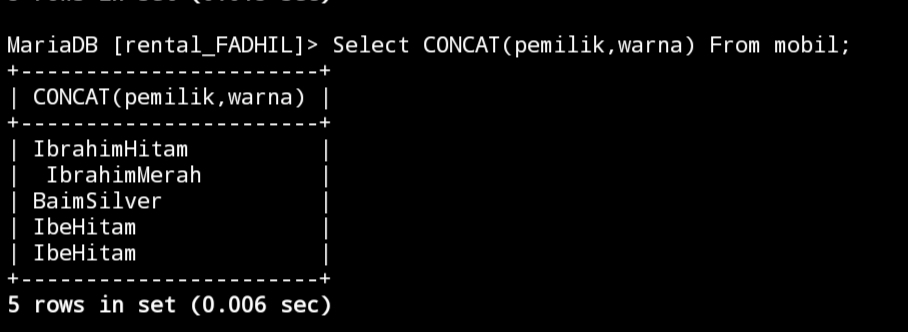 MariaDB [rental_FADHIL]> Select CONCAT(pemilik,warna) From mobil;
+-----------------------+
| CONCAT(pemilik,warna) |
+-----------------------+
| IbrahimHitam          |
|  IbrahimMerah         |
| BaimSilver            |
| IbeHitam              |
| IbeHitam              |
+-----------------------+
5 rows in set (0.006 sec)